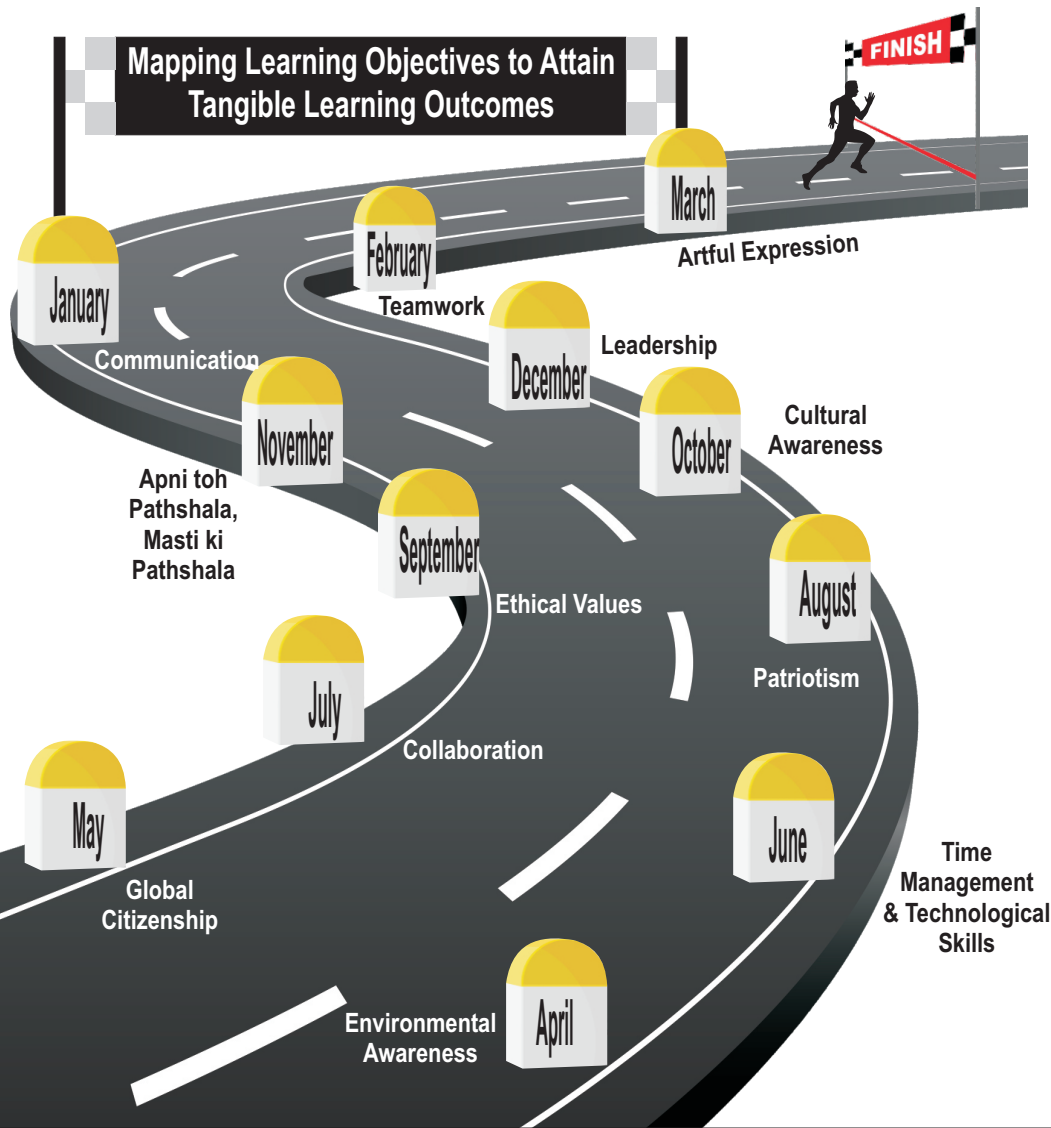 Mapping Learning Objectives to Attain
Tangible Learning Outcomes
FINISH
March
Artful Expression
February
Teamwork
January
Communication
December
Leadership
November
Apni toh
Pathshala,
Masti ki
Pathshala
October
Cultural
Awareness
September
Ethical Values
August
Patriotism
July
Collaboration
June
Time
Management
& Technological
Skills
May
Global
Citizenship
April
Environmental
Awareness